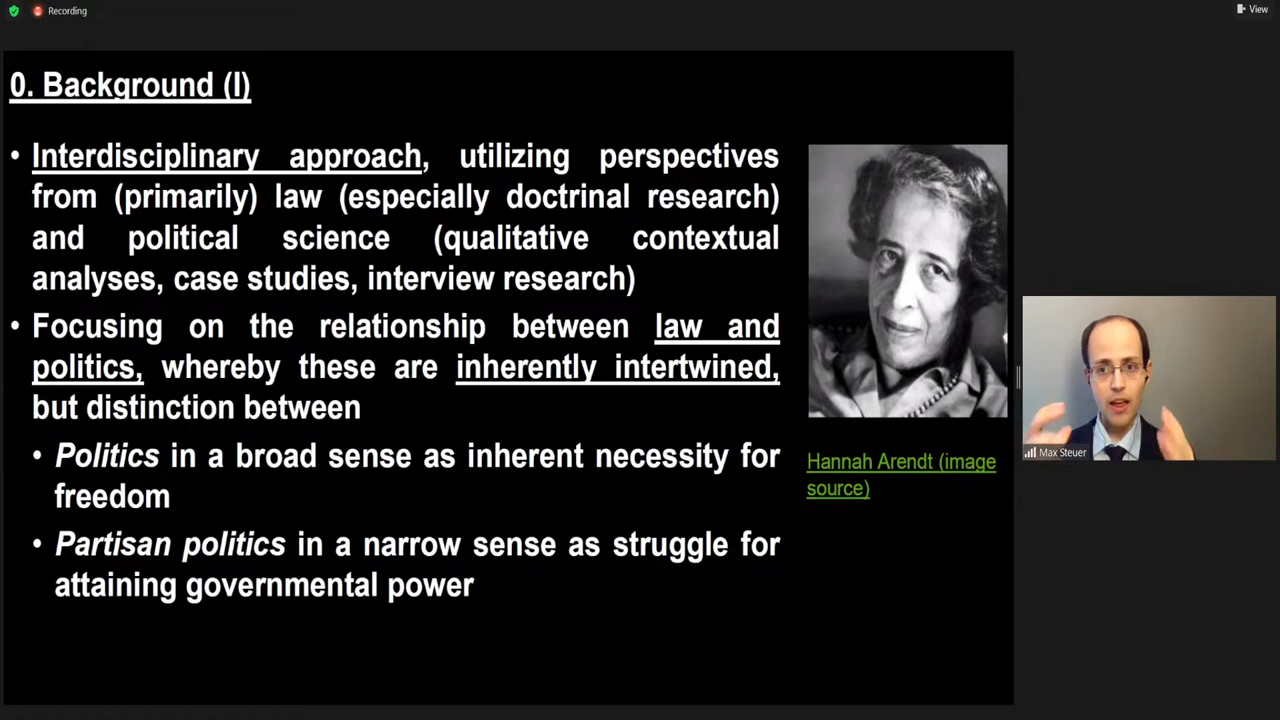 Recording
View
0. Background (I)
• Interdisciplinary approach, utilizing perspectives
from (primarily) law (especially doctrinal research)
and political science (qualitative contextual
analyses, case studies, interview research)
• Focusing on the relationship between law and
politics, whereby these are inherently intertwined,
but distinction between
• Politics in a broad sense as inherent necessity for
freedom
• Partisan politics in a narrow sense as struggle for
attaining governmental power
Hannah Arendt (image
source)
Max Steuer